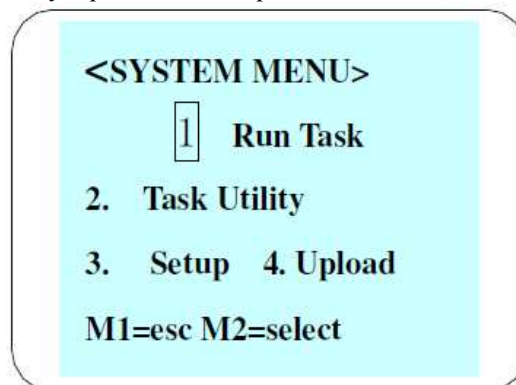 <SYSTEM MENU>
1 Run Task
2. Task Utility
3. Setup 4. Upload
M1=esc M2=select